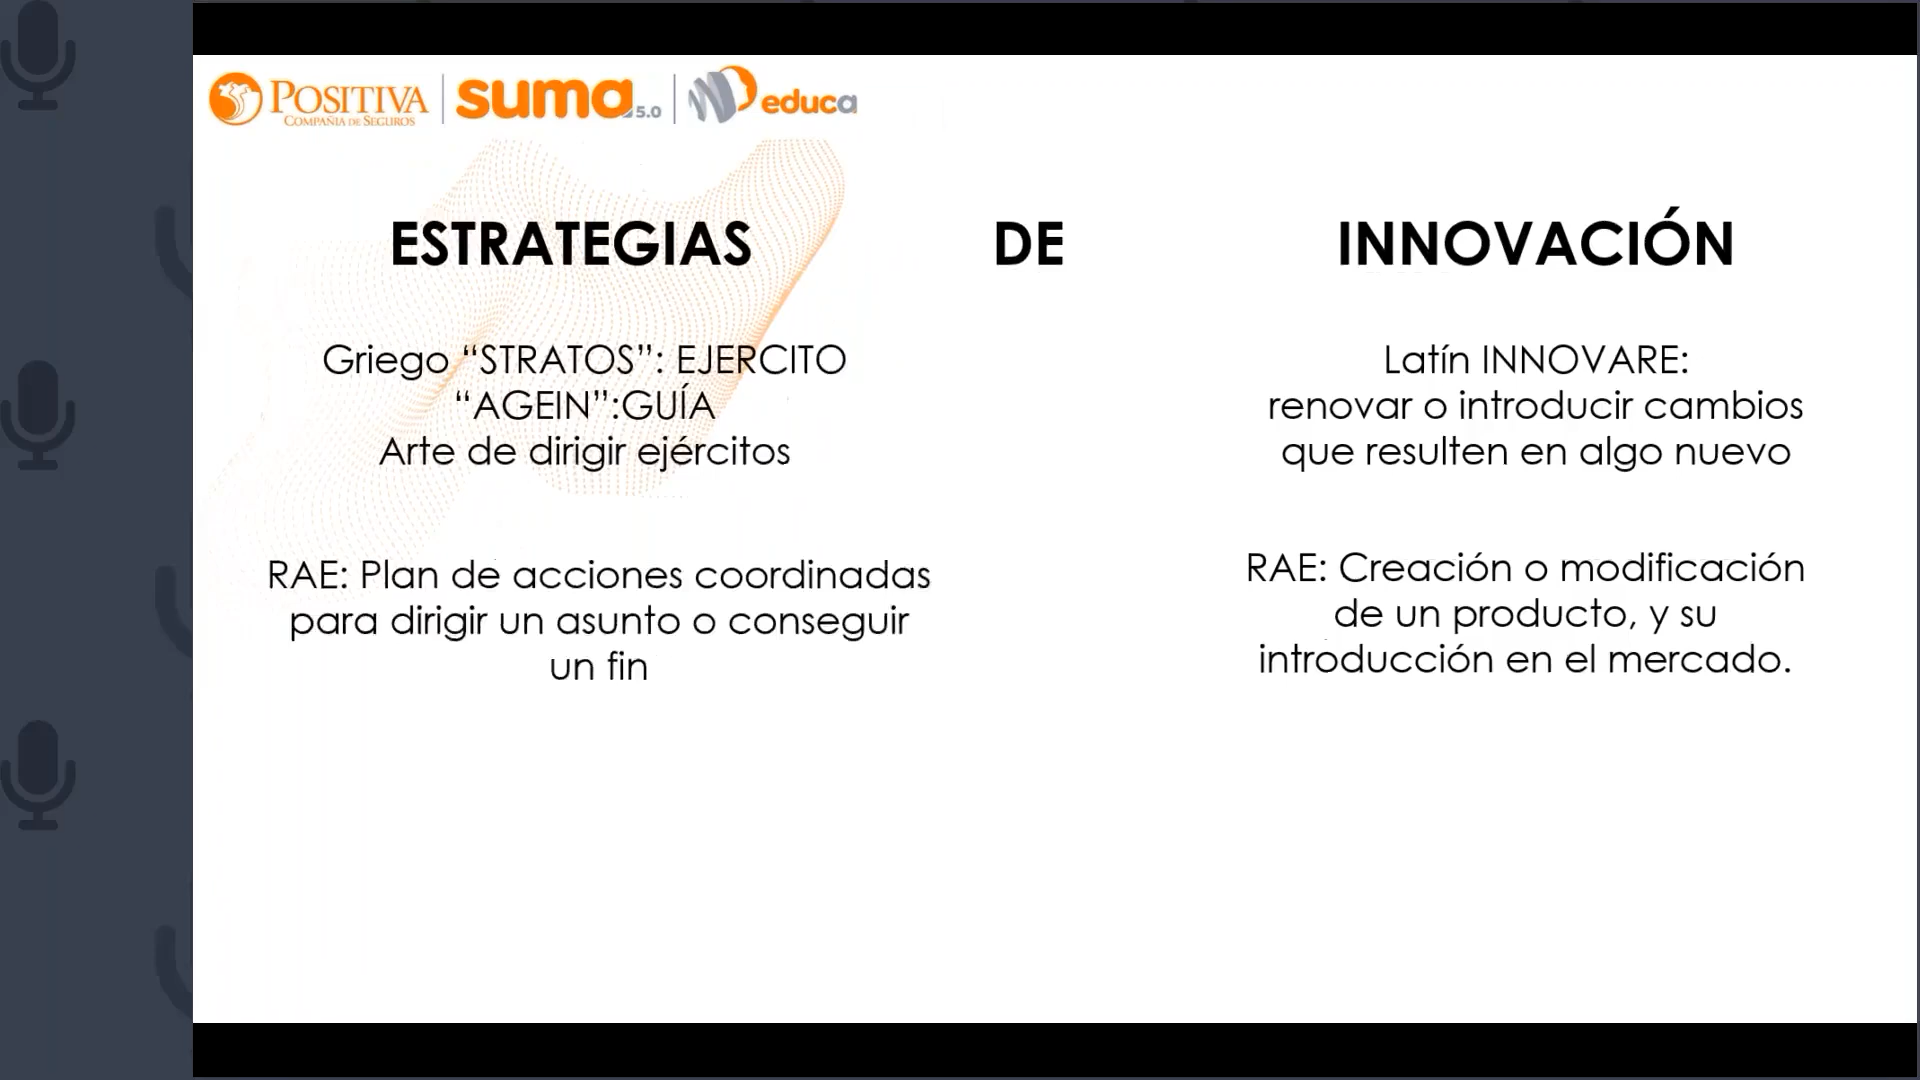 POSITIVA
COMPAÑIA DE SEGUROS
suma 5.0
educa
ESTRATEGIAS DE INNOVACIÓN
Griego “STRATOS”: EJERCITO
“AGEIN”:GUÍA
Arte de dirigir ejércitos
RAE: Plan de acciones coordinadas
para dirigir un asunto o conseguir
un fin
Latín INNOVARE:
renovar o introducir cambios
que resulten en algo nuevo
RAE: Creación o modificación
de un producto, y su
introducción en el mercado.